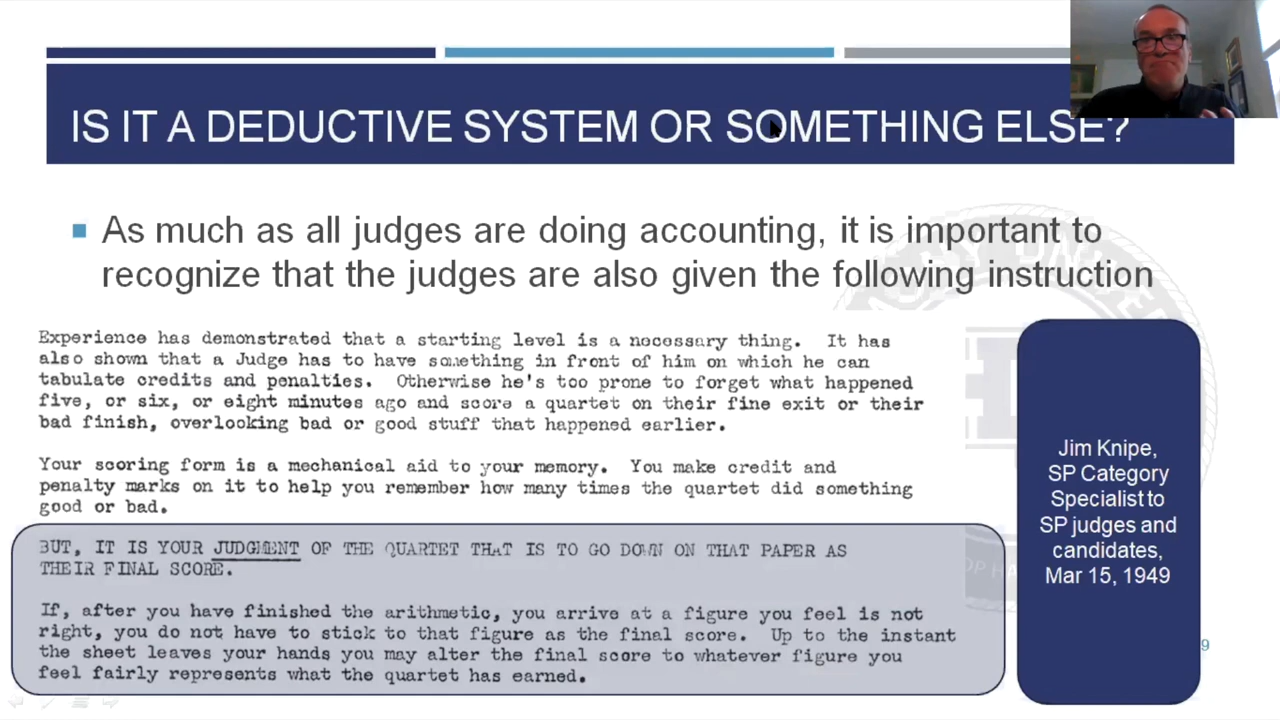 IS IT A DEDUCTIVE SYSTEM OR SOMETHING ELSE?
As much as all judges are doing accounting, it is important to
recognize that the judges are also given the following instruction
Experience has demonstrated that a starting level is a necessary thing. It has
also shown that a Judge has to have something in front of him on which he can
tabulate credits and penalties. Otherwise he's too prone to forget what happened
five, or six, or eight minutes ago and score a quartet on their fine exit or their
bad finish, overlooking bad or good stuff that happened earlier.
Your scoring form is a mechanical aid to your memory. You make credit and
penalty marks on it to help you remember how many times the quartet did something
good or bad.
BUT, IT IS YOUR JUDGMENT OF THE QUARTET THAT IS TO GO DOWN ON THAT PAPER AS
THEIR FINAL SCORE.
If, after you have finished the arithmetic, you arrive at a figure you feel is not
right, you do not have to stick to that figure as the final score. Up to the instant
the sheet leaves your hands you may alter the final score to whatever figure you
feel fairly represents what the quartet has earned.
Jim Knipe,
SP Category
Specialist to
SP judges and
candidates,
Mar 15, 1949
9